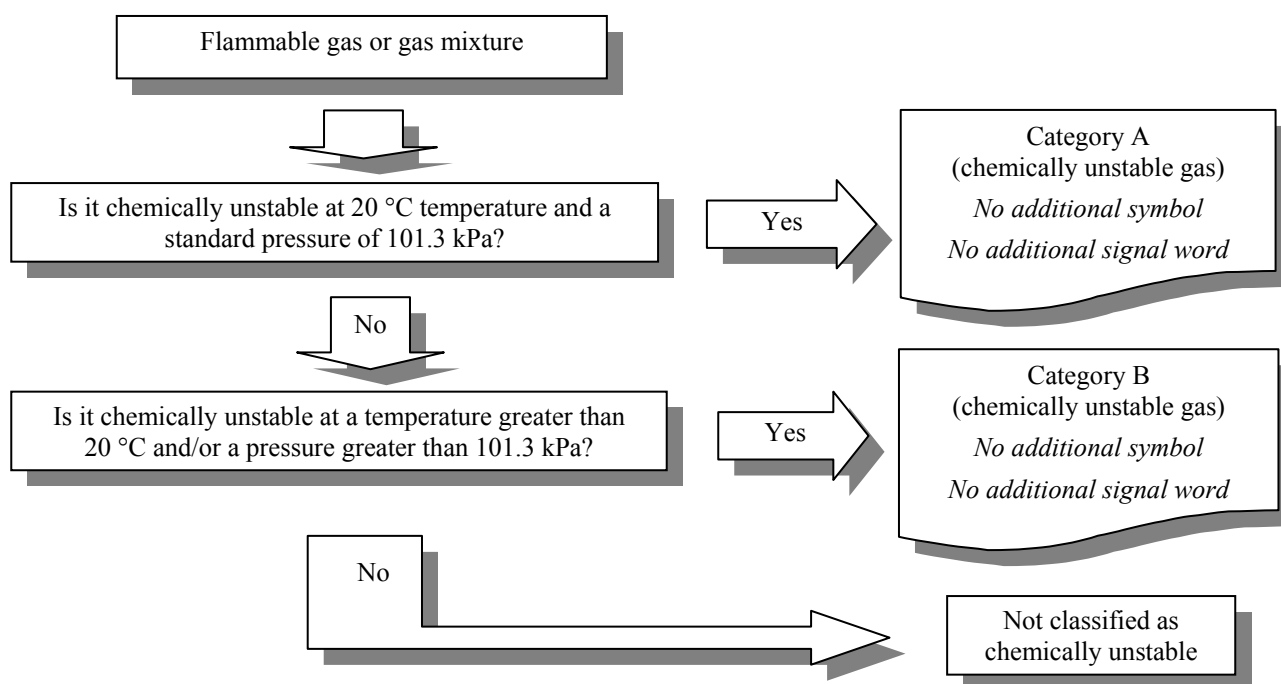 Flammable gas or gas mixture
Is it chemically unstable at 20 °C temperature and a
standard pressure of 101.3 kPa?
Yes
Category A
(chemically unstable gas)
No additional symbol
No additional signal word
No
Is it chemically unstable at a temperature greater than
20 °C and/or a pressure greater than 101.3 kPa?
Yes
Category B
(chemically unstable gas)
No additional symbol
No additional signal word
No
Not classified as
chemically unstable